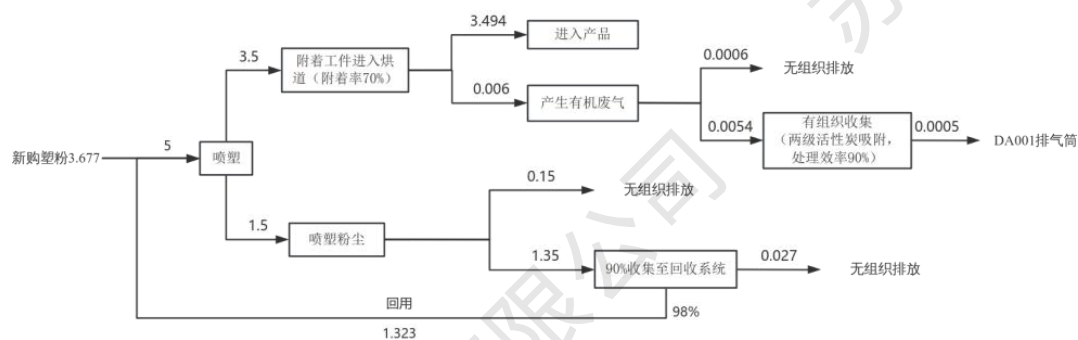 3.494
进入产品
3.5
附着工件进入烘
道（附着率70%）
0.006
产生有机废气
0.0006
无组织排放
0.0054
有组织收集
（两级活性炭吸附，
处理效率90%）
0.0005
DA001排气筒
新购塑粉3.677
5
喷塑
1.5
喷塑粉尘
0.15
无组织排放
1.35
90%收集至回收系统
0.027
无组织排放
98%
回用
1.323
限公司
苏